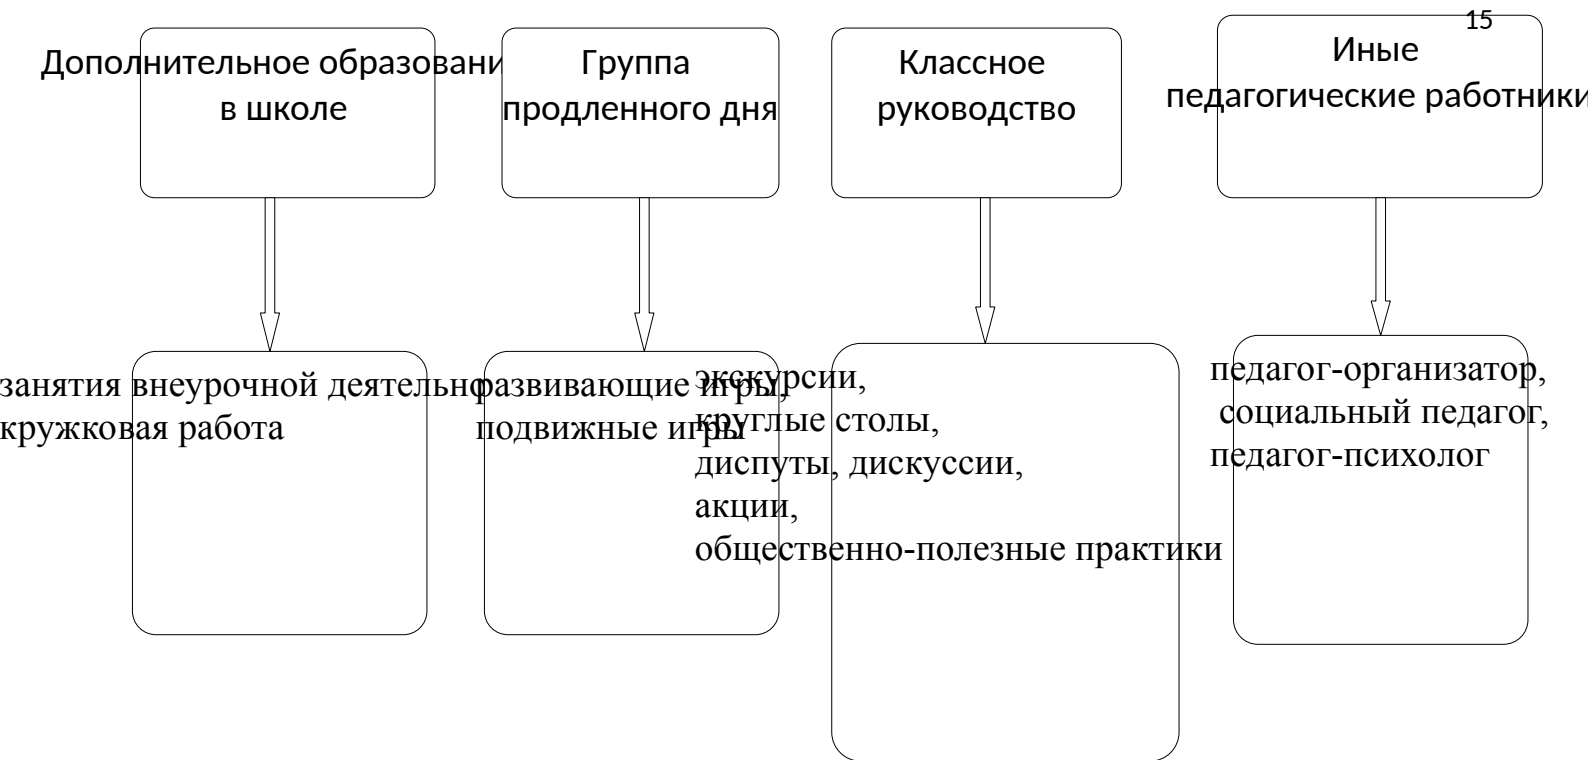 15
Дополнительное образовани
в школе
Группа
продленного дня
Классное
руководство
Иные
педагогические работники
занятия внеурочной деятельно
кружковая работа
развивающие игры,
подвижные игры
экскурсии,
круглые столы,
диспуты, дискуссии,
акции,
общественно-полезные практики
педагог-организатор,
социальный педагог,
педагог-психолог